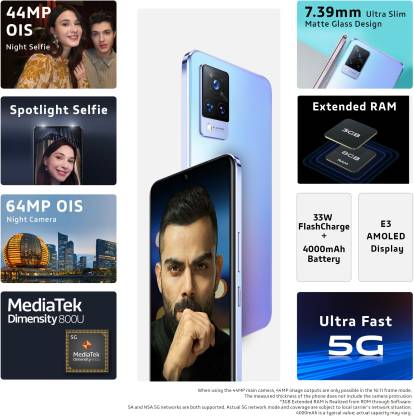 44MP
OIS
Night Selfie
7.39mm Ultra Slim
Matte Glass Design
Spotlight Selfie
Extended RAM
3GB
8GB
RAM
64MP OIS
Night Camera
33W
FlashCharge
+
4000mAh
Battery
E3
AMOLED
Display
MediaTek
Dimensity 800U
5G
MediaTek
Dimensity
Ultra Fast
5G
When using the 44MP main camera, 44MP image outputs are only possible in the 16:11 frame mode.
The measured thickness of the phone does not include the camera protrusion
*3GB Extended RAM is Realized from ROM through Software.
SA and NSA 5G networks are both supported. Actual 5G network mode and coverage are subject to local carrier's network situation
4000mAh is a typical value actual capacity may vary.